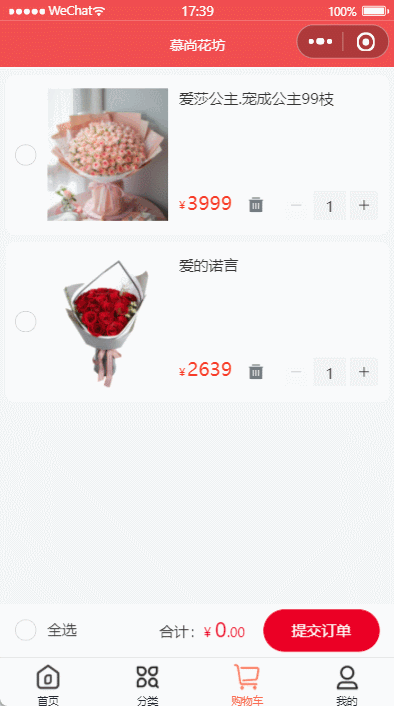 WeChat 17:39 100%
慕尚花坊
爱莎公主.宠成公主99枝
¥3999 1
爱的诺言
¥2639 1
全选 合计：¥0.00 提交订单
首页 分类 购物车 我的